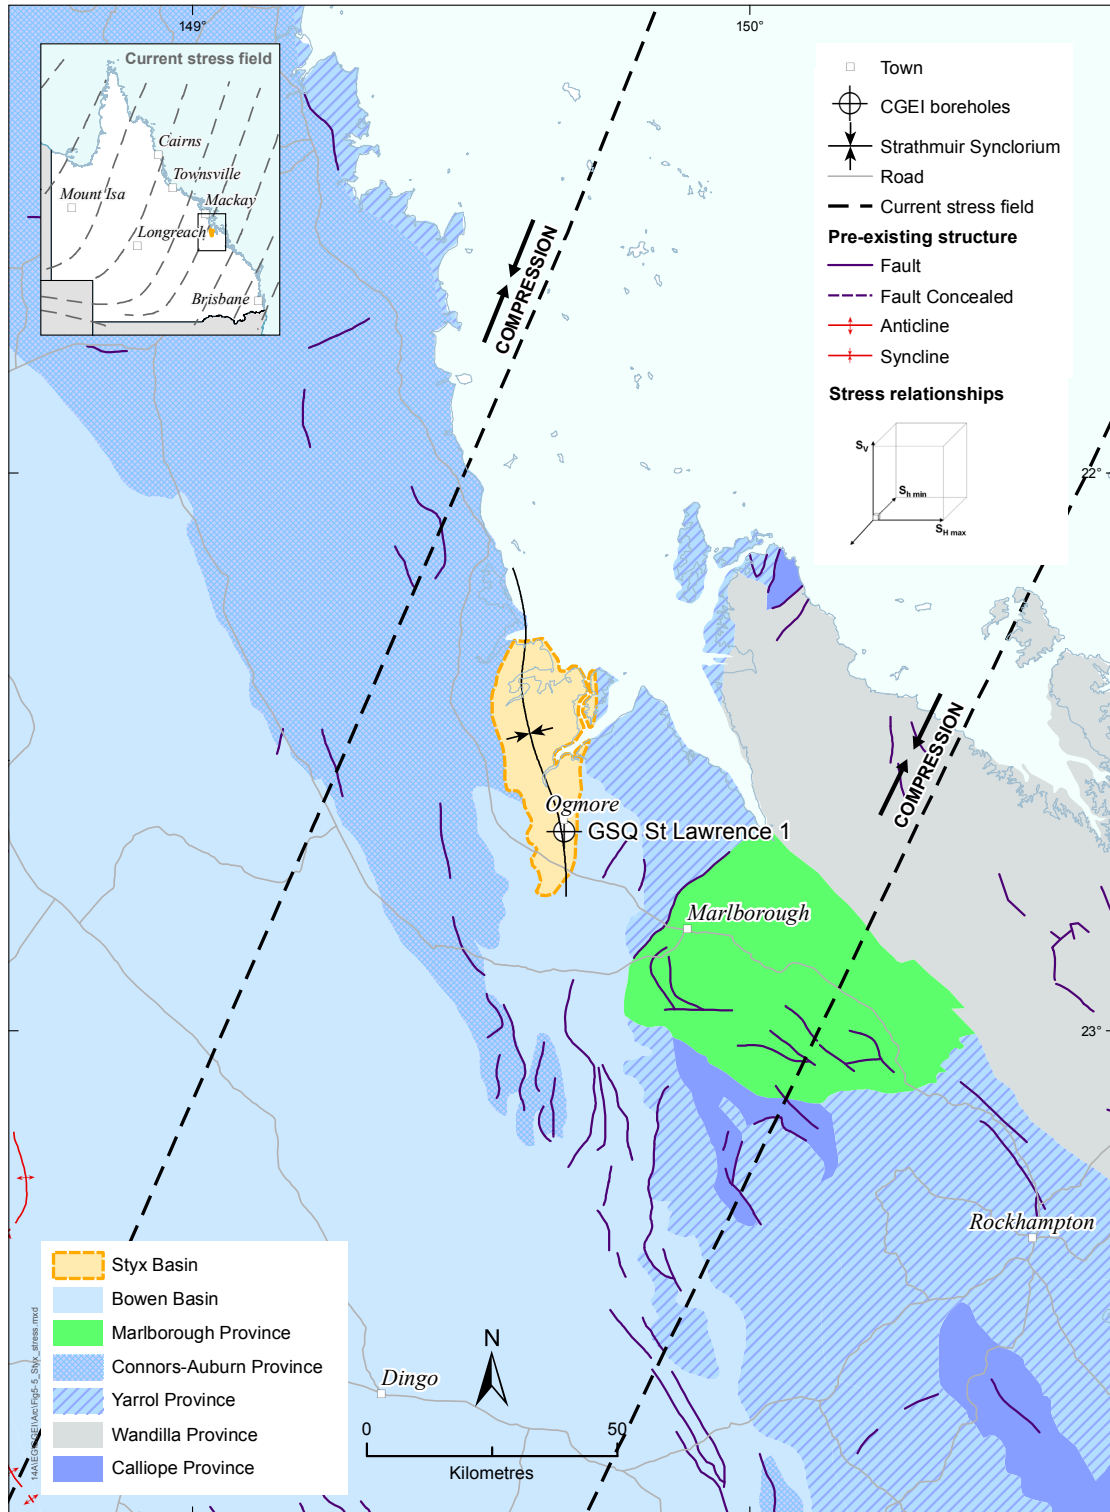 149°
150°
Current stress field
Cairns
Townsville
Mount Isa
Mackay
Longreach
Brisbane
Town
CGEI boreholes
Strathmuir Synclorium
Road
Current stress field
Pre-existing structure
Fault
Fault Concealed
Anticline
Syncline
Stress relationships
Sv
Sh min
SH max
COMPRESSION
22°
COMPRESSION
Ogmore
GSQ St Lawrence 1
Marlborough
23°
Rockhampton
Styx Basin
Bowen Basin
Marlborough Province
Connors-Auburn Province
Yarrol Province
Wandilla Province
Calliope Province
N
Dingo
0 50
Kilometres